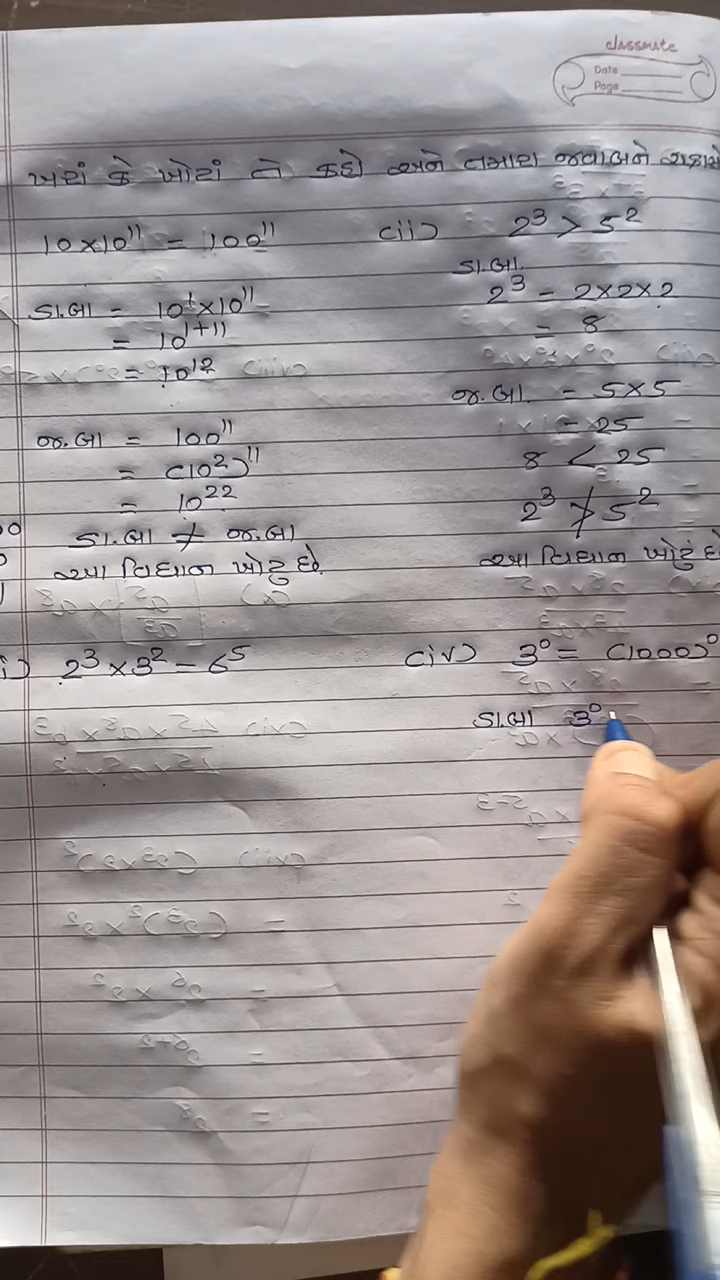 classmate
Date
Page
ખરાં કે ખોટાં તે કહો અને તમારા જવાબને
10×10¹¹ = 100¹¹
ડા.બા = 10¹×10¹¹
= 10¹⁺¹¹
= 10¹²
જ.બા = 100¹¹
= (10²)¹¹
= 10²²
ડા.બા ≠ જ.બા
આ વિધાન ખોટુ છે.
(ii) 2³ > 5²
ડા.બા.
2³ = 2×2×2
= 8
જ.બા. = 5×5
= 25
8 < 25
2³ ≯ 5²
આ વિધાન ખોટું છે
i) 2³×3² = 6⁵
(iv) 3⁰ = (1000)⁰
ડા.બા 3⁰